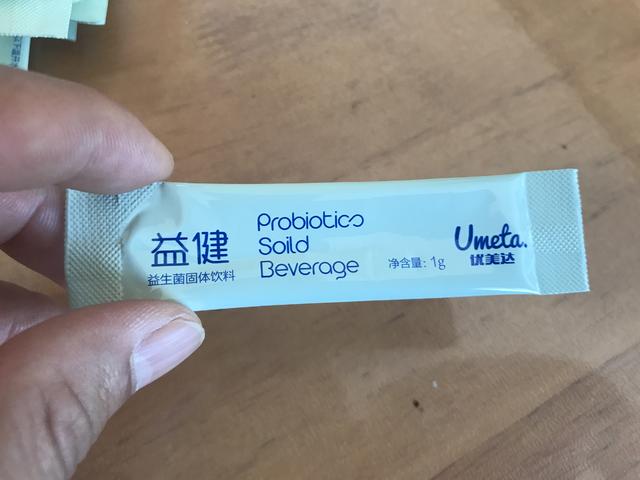 益健
益生菌固体饮料
Probiotics
Soild
Beverage
净含量: 1g
Umeta.
优美达